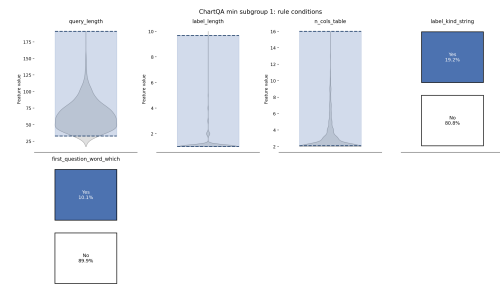 ChartQA min subgroup 1: rule conditions
query_length
Feature value
175
150
125
100
75
50
25
label_length
Feature value
10
8
6
4
2
n_cols_table
Feature value
16
14
12
10
8
6
4
2
label_kind_string
Yes
19.2%
No
80.8%
first_question_word_which
Yes
10.1%
No
89.9%